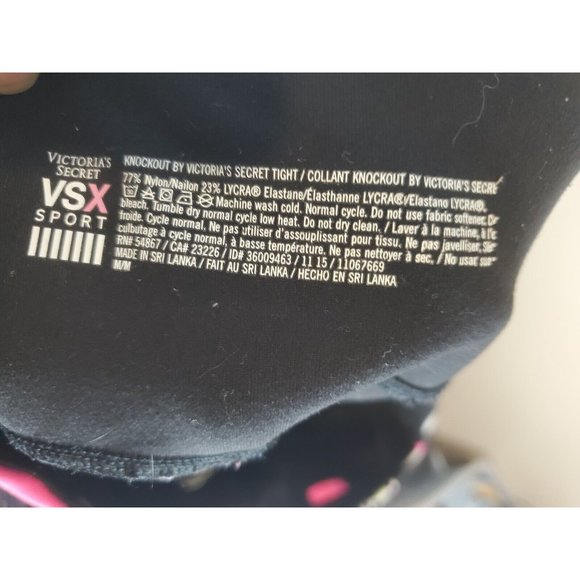 VICTORIA'S
SECRET
VSX
SPORT
KNOCKOUT BY VICTORIA'S SECRET TIGHT / COLLANT KNOCKOUT BY VICTORIA'S SECRE
77% Nylon/Nailon 23% LYCRA® Elastane/Élasthanne LYCRA®/Elastano LYCRA®.
Machine wash cold. Normal cycle. Do not use fabric softener.
bleach. Tumble dry normal cycle low heat. Do not dry clean. / Laver à la machine, à l'
froide. Cycle normal. Ne pas utiliser d'assouplissant pour tissu. Ne pas javelliser.
culbutage à cycle normal, à basse température. Ne pas nettoyer à sec. / No usar
RN# 54867 / CA# 23226 / ID# 36009463 / 11 15 / 11067669
MADE IN SRI LANKA / FAIT AU SRI LANKA / HECHO EN SRI LANKA
M/M